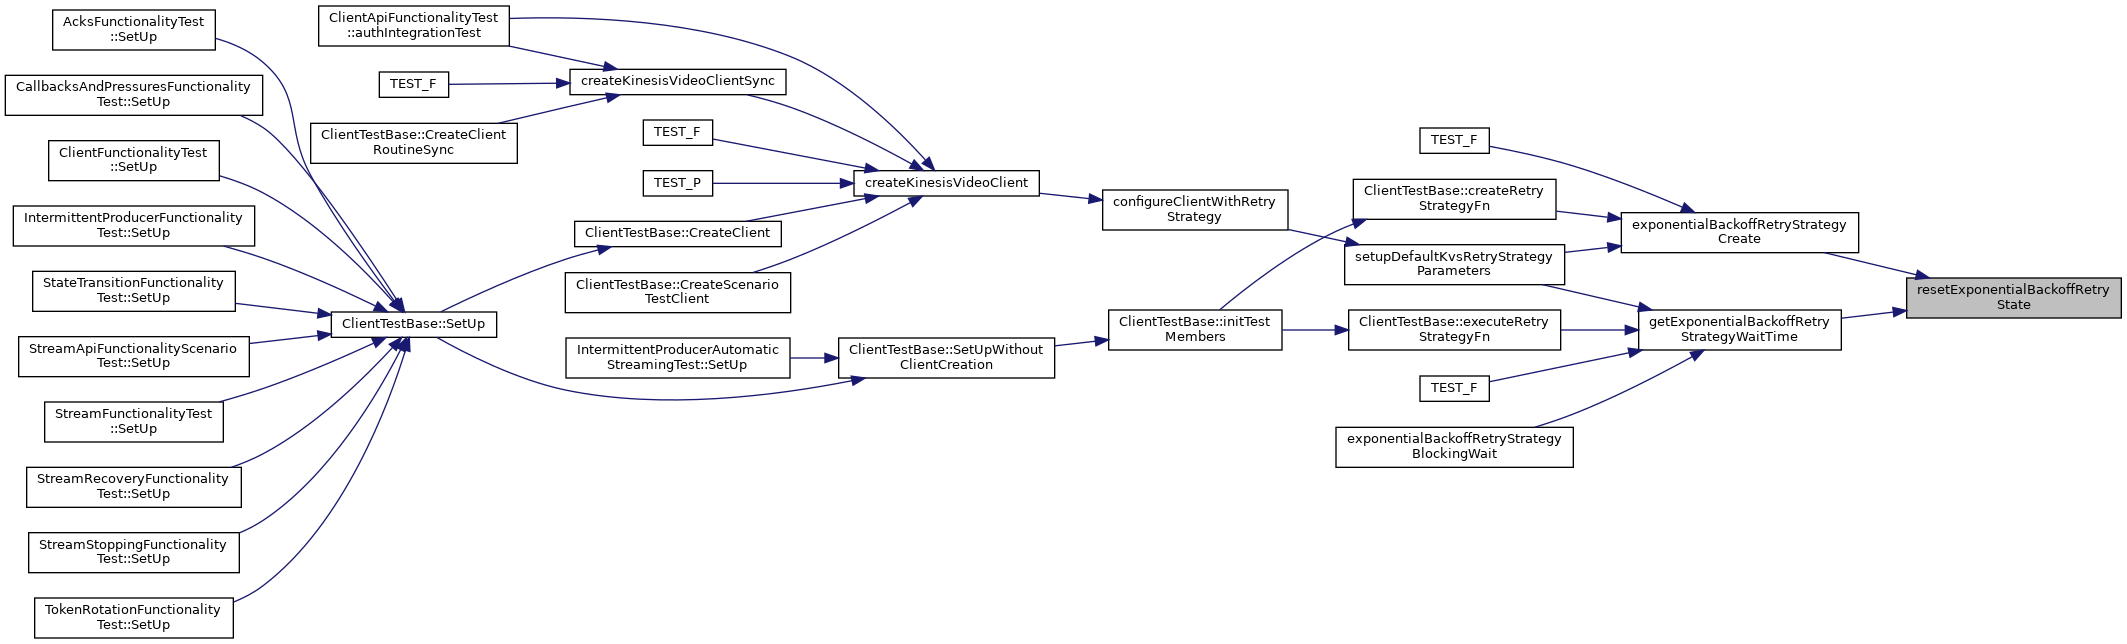 AcksFunctionalityTest
::SetUp
CallbacksAndPressuresFunctionality
Test::SetUp
ClientFunctionalityTest
::SetUp
IntermittentProducerFunctionality
Test::SetUp
StateTransitionFunctionality
Test::SetUp
StreamApiFunctionalityScenario
Test::SetUp
StreamFunctionalityTest
::SetUp
StreamRecoveryFunctionality
Test::SetUp
StreamStoppingFunctionality
Test::SetUp
TokenRotationFunctionality
Test::SetUp
ClientApiFunctionalityTest
::authIntegrationTest
TEST_F
ClientTestBase::CreateClient
RoutineSync
ClientTestBase::SetUp
createKinesisVideoClientSync
TEST_F
TEST_P
ClientTestBase::CreateClient
ClientTestBase::CreateScenario
TestClient
IntermittentProducerAutomatic
StreamingTest::SetUp
createKinesisVideoClient
ClientTestBase::SetUpWithout
ClientCreation
configureClientWithRetry
Strategy
ClientTestBase::initTest
Members
TEST_F
ClientTestBase::createRetry
StrategyFn
setupDefaultKvsRetryStrategy
Parameters
ClientTestBase::executeRetry
StrategyFn
TEST_F
exponentialBackoffRetryStrategy
BlockingWait
exponentialBackoffRetryStrategy
Create
getExponentialBackoffRetry
StrategyWaitTime
resetExponentialBackoffRetry
State